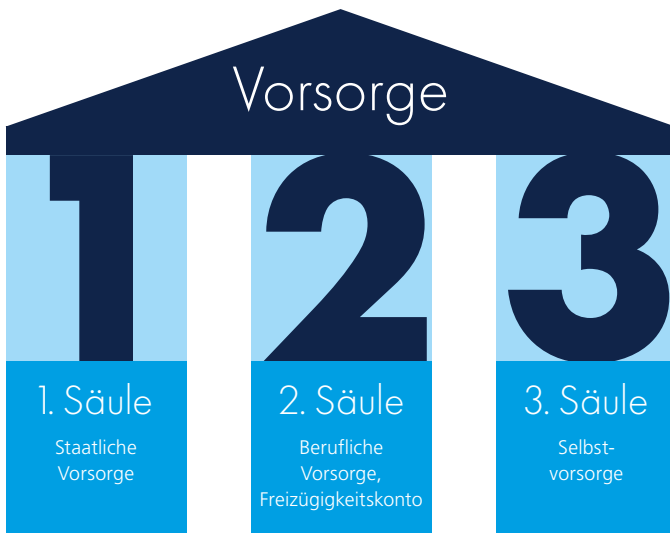 Vorsorge
1
2
3
1. Säule
Staatliche
Vorsorge
2. Säule
Berufliche
Vorsorge,
Freizügigkeitskonto
3. Säule
Selbst-
vorsorge